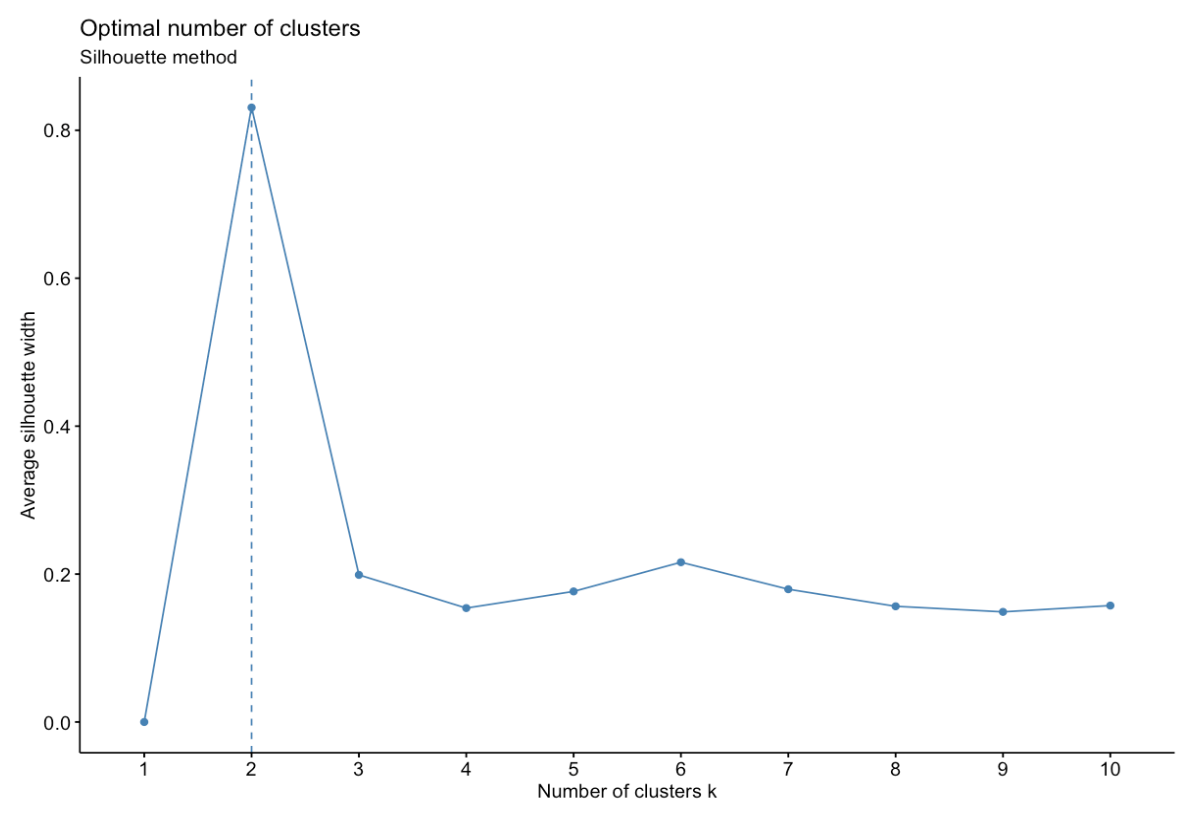 Optimal number of clusters
Silhouette method
0.8
0.6
0.4
0.2
0.0
Average silhouette width
1 2 3 4 5 6 7 8 9 10
Number of clusters k